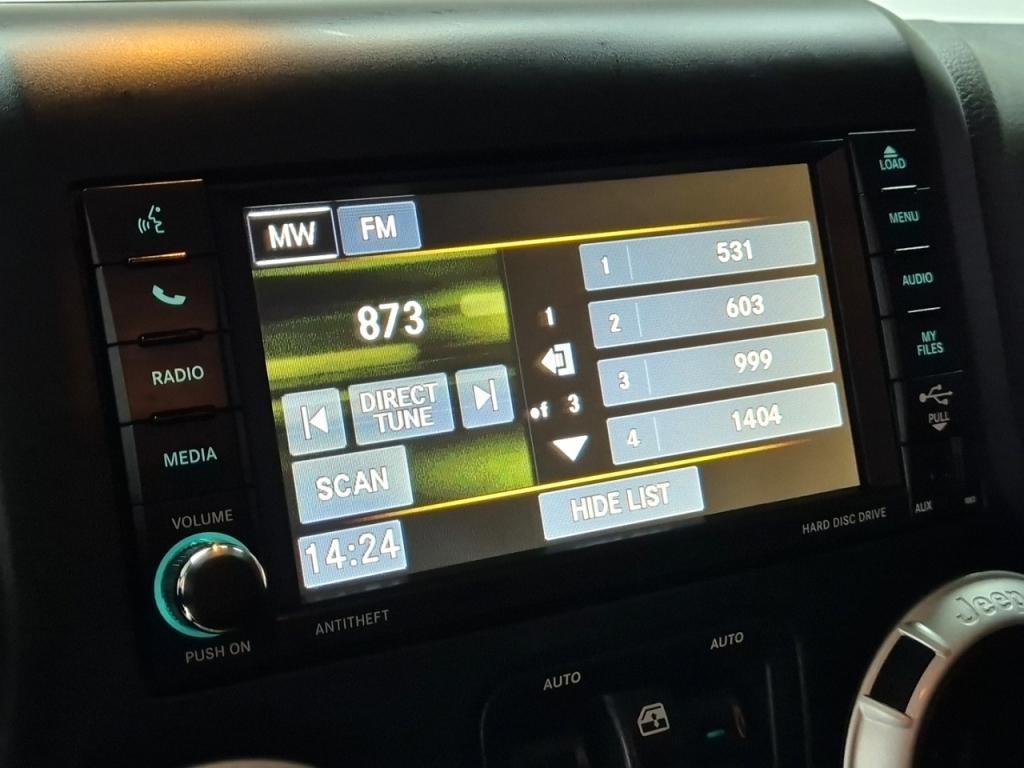 LOAD
MENU
AUDIO
MY
FILES
PULL
AUX
RADIO
MEDIA
VOLUME
PUSH ON
MW
FM
873
DIRECT
TUNE
SCAN
14:24
1
of 3
1 531
2 603
3 999
4 1404
HIDE LIST
HARD DISC DRIVE
ANTITHEFT
AUTO
AUTO
Jeep